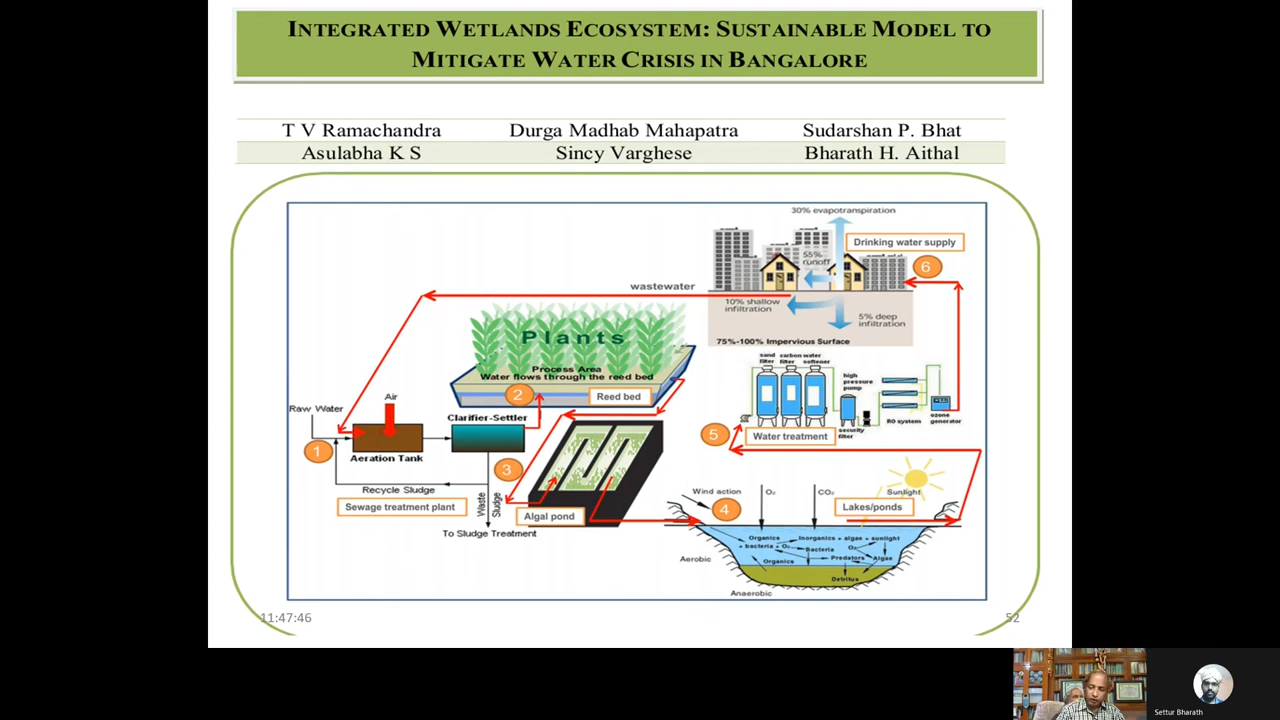 INTEGRATED WETLANDS ECOSYSTEM: SUSTAINABLE MODEL TO
MITIGATE WATER CRISIS IN BANGALORE
T V Ramachandra
Durga Madhab Mahapatra
Sudarshan P. Bhat
Asulabha K S
Sincy Varghese
Bharath H. Aithal
30% evapotranspiration
Drinking water supply
55%
runoff
6
wastewater
10% shallow
infiltration
5% deep
infiltration
75%-100% Impervious Surface
Plants
Process Area
Water flows through the reed bed
2
Reed bed
sand
filter
carbon
filter
water
softener
high
pressure
pump
security
filter
RO system
ozone
generator
5
Water treatment
Raw Water
Air
Clarifier-Settler
1
Aeration Tank
3
Recycle Sludge
Waste
Sludge
Sewage treatment plant
To Sludge Treatment
Algal pond
Wind action
4
O₂
CO₂
Sunlight
Lakes/ponds
Organics
+ bacteria + O₂
Inorganics + algae + sunlight
Bacteria
O₂
Predators
Algae
Organics
Detritus
Aerobic
Anaerobic
11:47:46
52
Settur Bharath